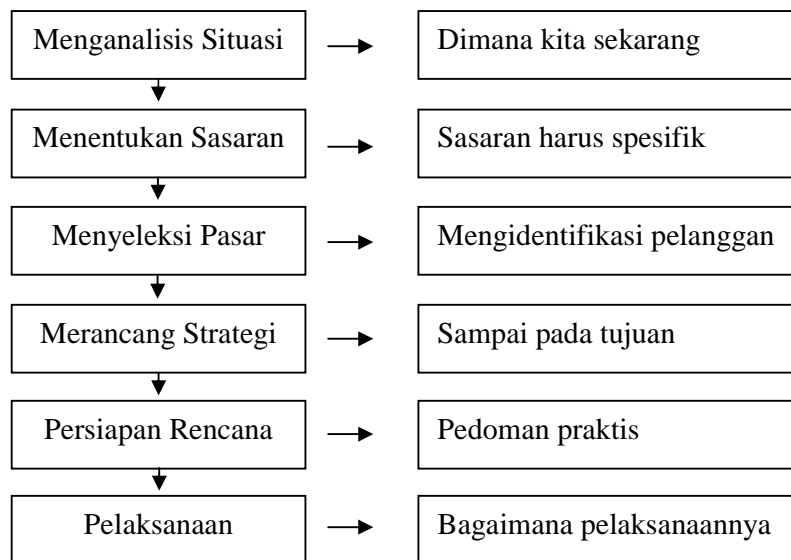 Menganalisis Situasi
Dimana kita sekarang
Menentukan Sasaran
Sasaran harus spesifik
Menyeleksi Pasar
Mengidentifikasi pelanggan
Merancang Strategi
Sampai pada tujuan
Persiapan Rencana
Pedoman praktis
Pelaksanaan
Bagaimana pelaksanaannya